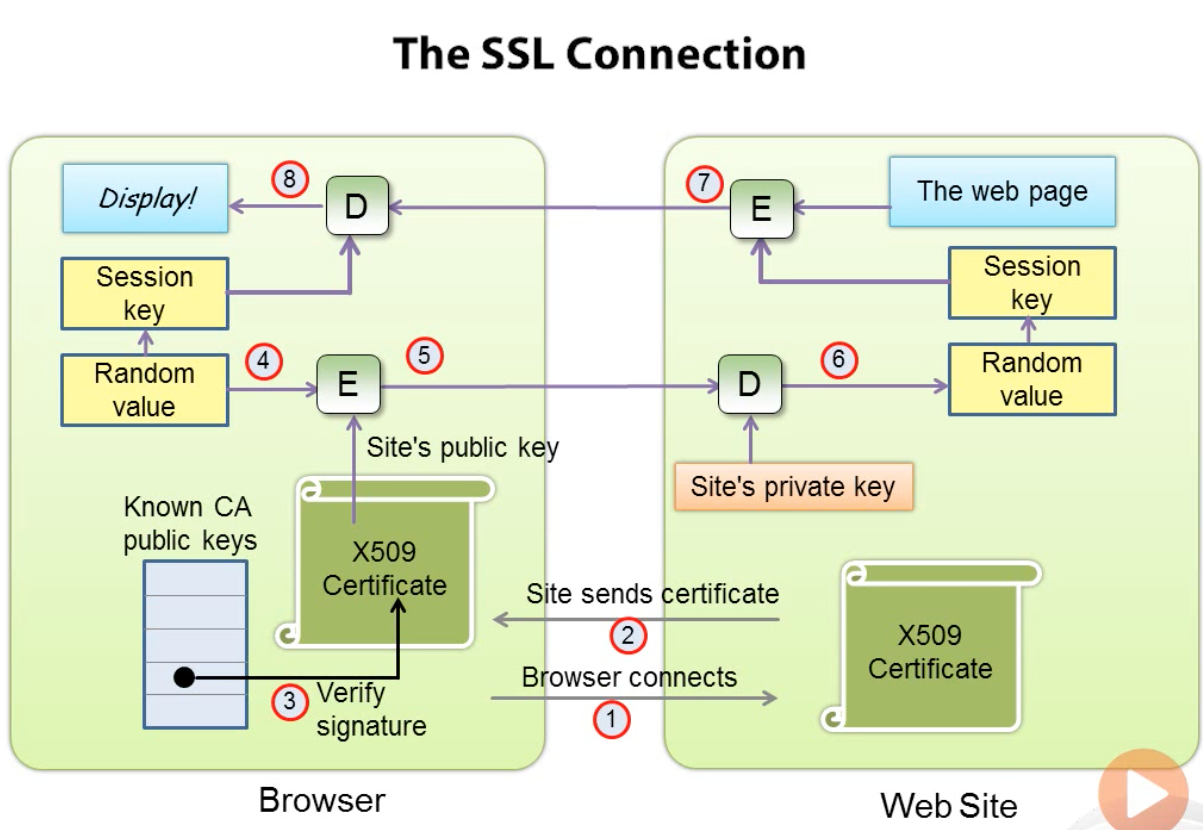 The SSL Connection
Display!
8
D
7
E
The web page
Session
key
Session
key
Random
value
4
E
5
D
6
Random
value
Site's public key
Site's private key
Known CA
public keys
X509
Certificate
Site sends certificate
2
X509
Certificate
Browser connects
1
3
Verify
signature
Browser
Web Site